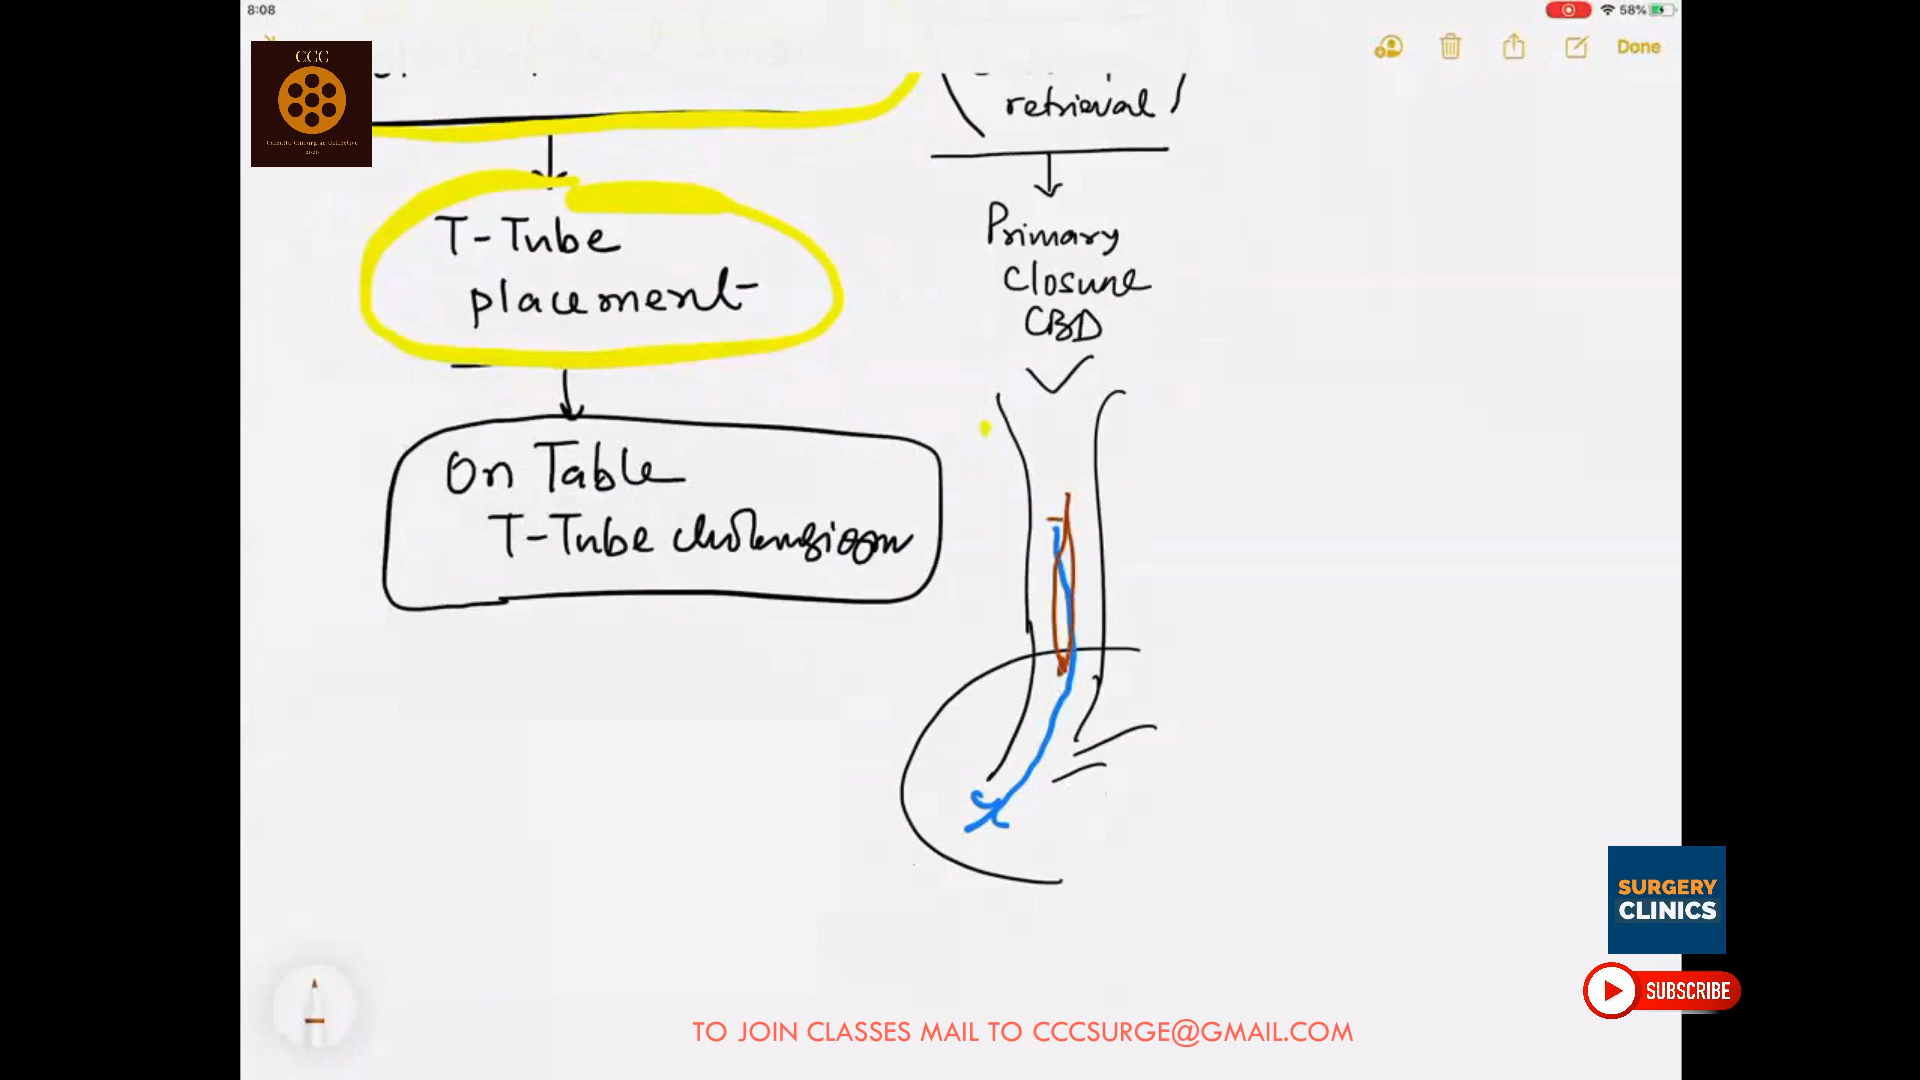 8:08
58%
Done
CCC
2020
retrieval
T-Tube
placement
Primary
Closure
CBD
On Table
T-Tube
SURGERY
CLINICS
SUBSCRIBE
TO JOIN CLASSES MAIL TO CCCSURGE@GMAIL.COM